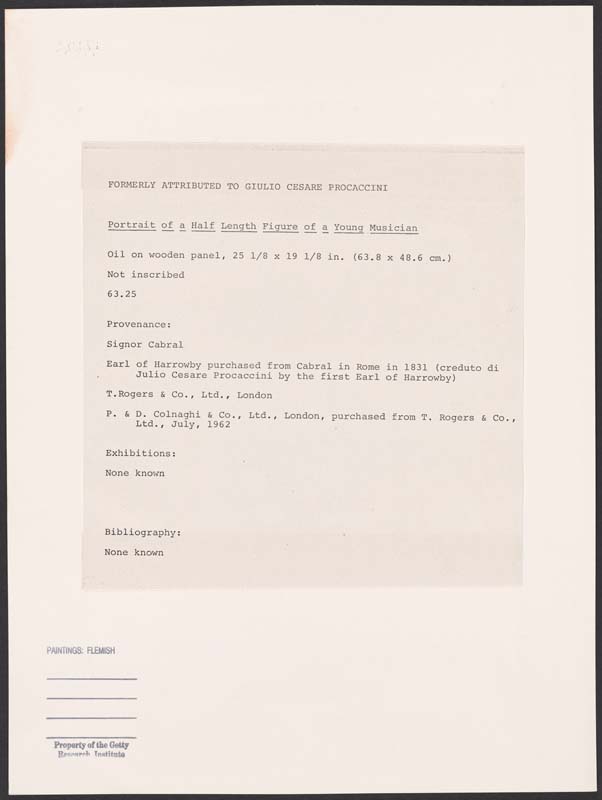 FORMERLY ATTRIBUTED TO GIULIO CESARE PROCACCINI
Portrait of a Half Length Figure of a Young Musician
Oil on wooden panel, 25 1/8 x 19 1/8 in. (63.8 x 48.6 cm.)
Not inscribed
63.25
Provenance:
Signor Cabral
Earl of Harrowby purchased from Cabral in Rome in 1831 (creduto di
Julio Cesare Procaccini by the first Earl of Harrowby)
T.Rogers & Co., Ltd., London
P. & D. Colnaghi & Co., Ltd., London, purchased from T. Rogers & Co.,
Ltd., July, 1962
Exhibitions:
None known
Bibliography:
None known
PAINTINGS: FLEMISH
Property of the Getty
Research Institute